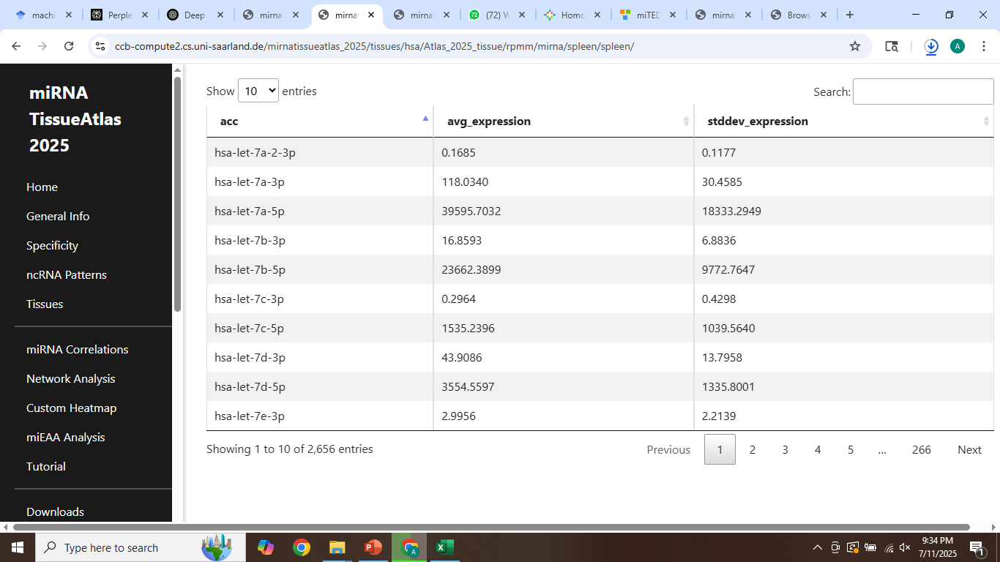 machi
Perple
Deep
mirna
mirnat
mirnat
72
(72) W
Homo
miTED
mirnat
Brows
ccb-compute2.cs.uni-saarland.de/mirnatissueatlas_2025/tissues/hsa/Atlas_2025_tissue/rpmm/mirna/spleen/spleen/
A
miRNA
TissueAtlas
2025
Home
General Info
Specificity
ncRNA Patterns
Tissues
miRNA Correlations
Network Analysis
Custom Heatmap
miEAA Analysis
Tutorial
Downloads
Show 10 entries
Search:
acc avg_expression stddev_expression
hsa-let-7a-2-3p 0.1685 0.1177
hsa-let-7a-3p 118.0340 30.4585
hsa-let-7a-5p 39595.7032 18333.2949
hsa-let-7b-3p 16.8593 6.8836
hsa-let-7b-5p 23662.3899 9772.7647
hsa-let-7c-3p 0.2964 0.4298
hsa-let-7c-5p 1535.2396 1039.5640
hsa-let-7d-3p 43.9086 13.7958
hsa-let-7d-5p 3554.5597 1335.8001
hsa-let-7e-3p 2.9956 2.2139
Showing 1 to 10 of 2,656 entries
Previous 1 2 3 4 5 ... 266 Next
Type here to search
9:34 PM
7/11/2025
1